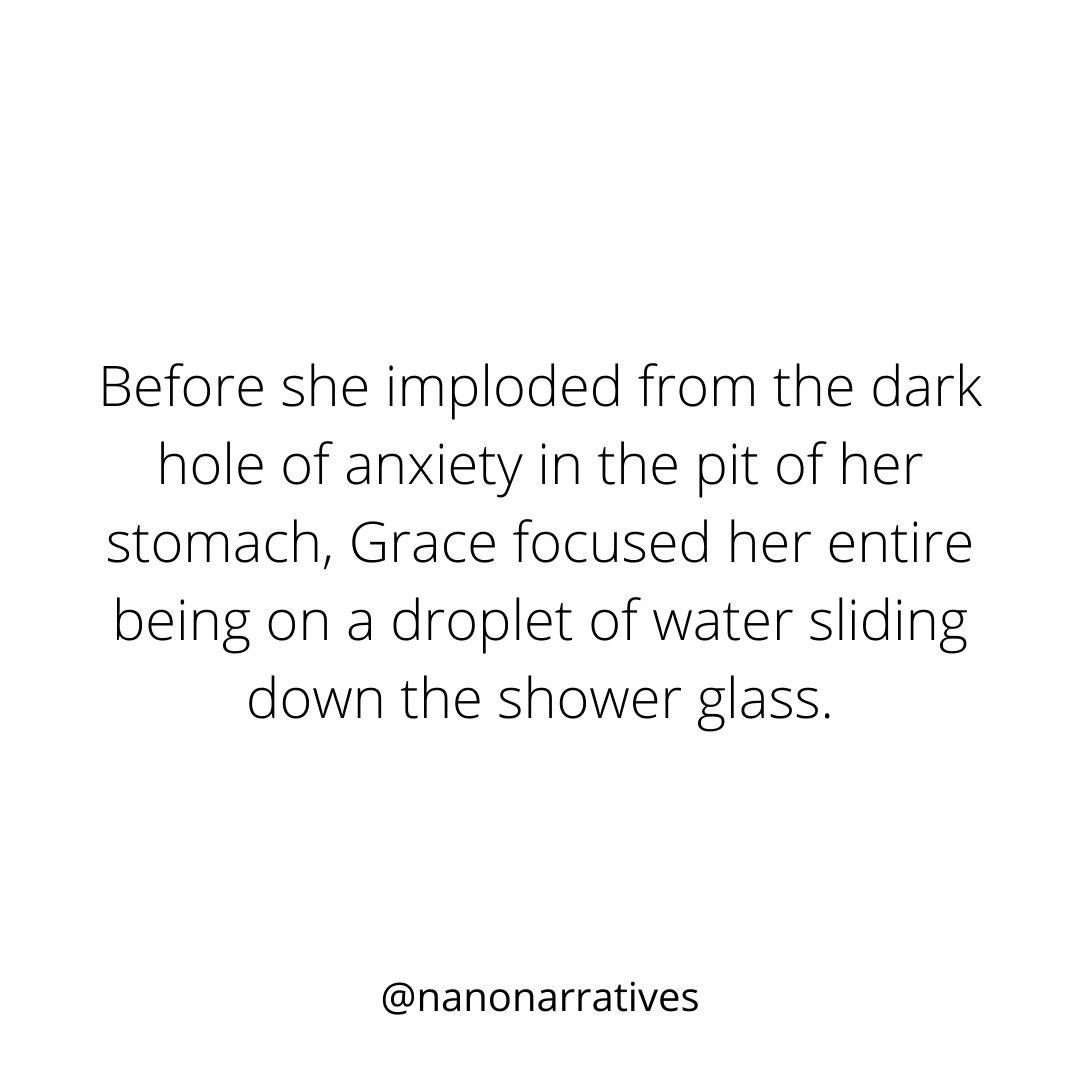 Before she imploded from the dark
hole of anxiety in the pit of her
stomach, Grace focused her entire
being on a droplet of water sliding
down the shower glass.
@nanonarratives